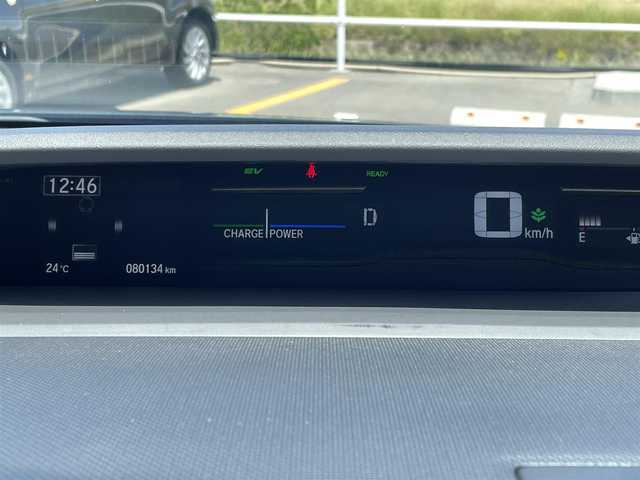 EV READY
12:46
D
0 km/h
CHARGE POWER
E
24°C 080134 km